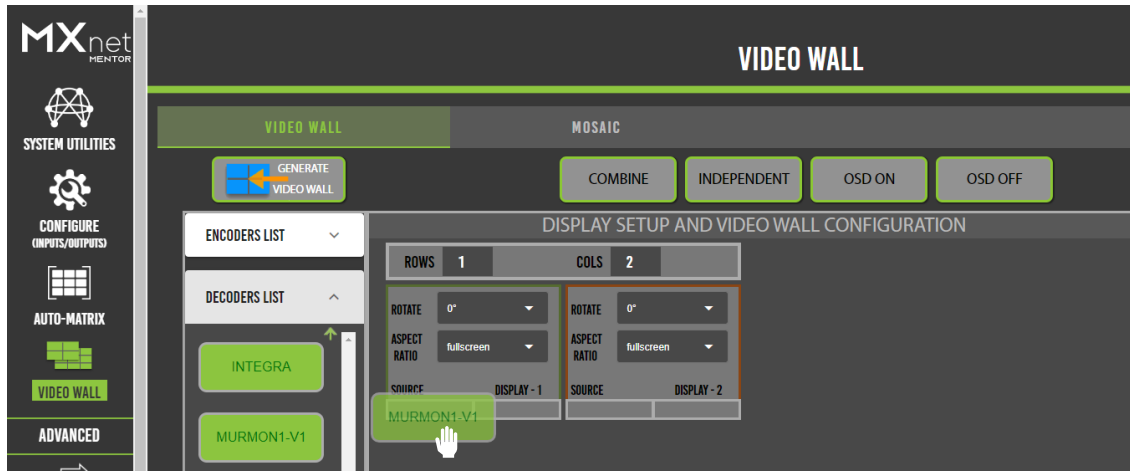 MXnet
MENTOR
VIDEO WALL
SYSTEM UTILITIES
CONFIGURE
(INPUTS/OUTPUTS)
AUTO-MATRIX
VIDEO WALL
ADVANCED
VIDEO WALL
MOSAIC
GENERATE
VIDEO WALL
COMBINE
INDEPENDENT
OSD ON
OSD OFF
ENCODERS LIST
DECODERS LIST
INTEGRA
MURMON1-V1
DISPLAY SETUP AND VIDEO WALL CONFIGURATION
ROWS 1 COLS 2
ROTATE 0°
ASPECT
RATIO
fullscreen
SOURCE DISPLAY - 1
MURMON1-V1
ROTATE 0°
ASPECT
RATIO
fullscreen
SOURCE DISPLAY - 2